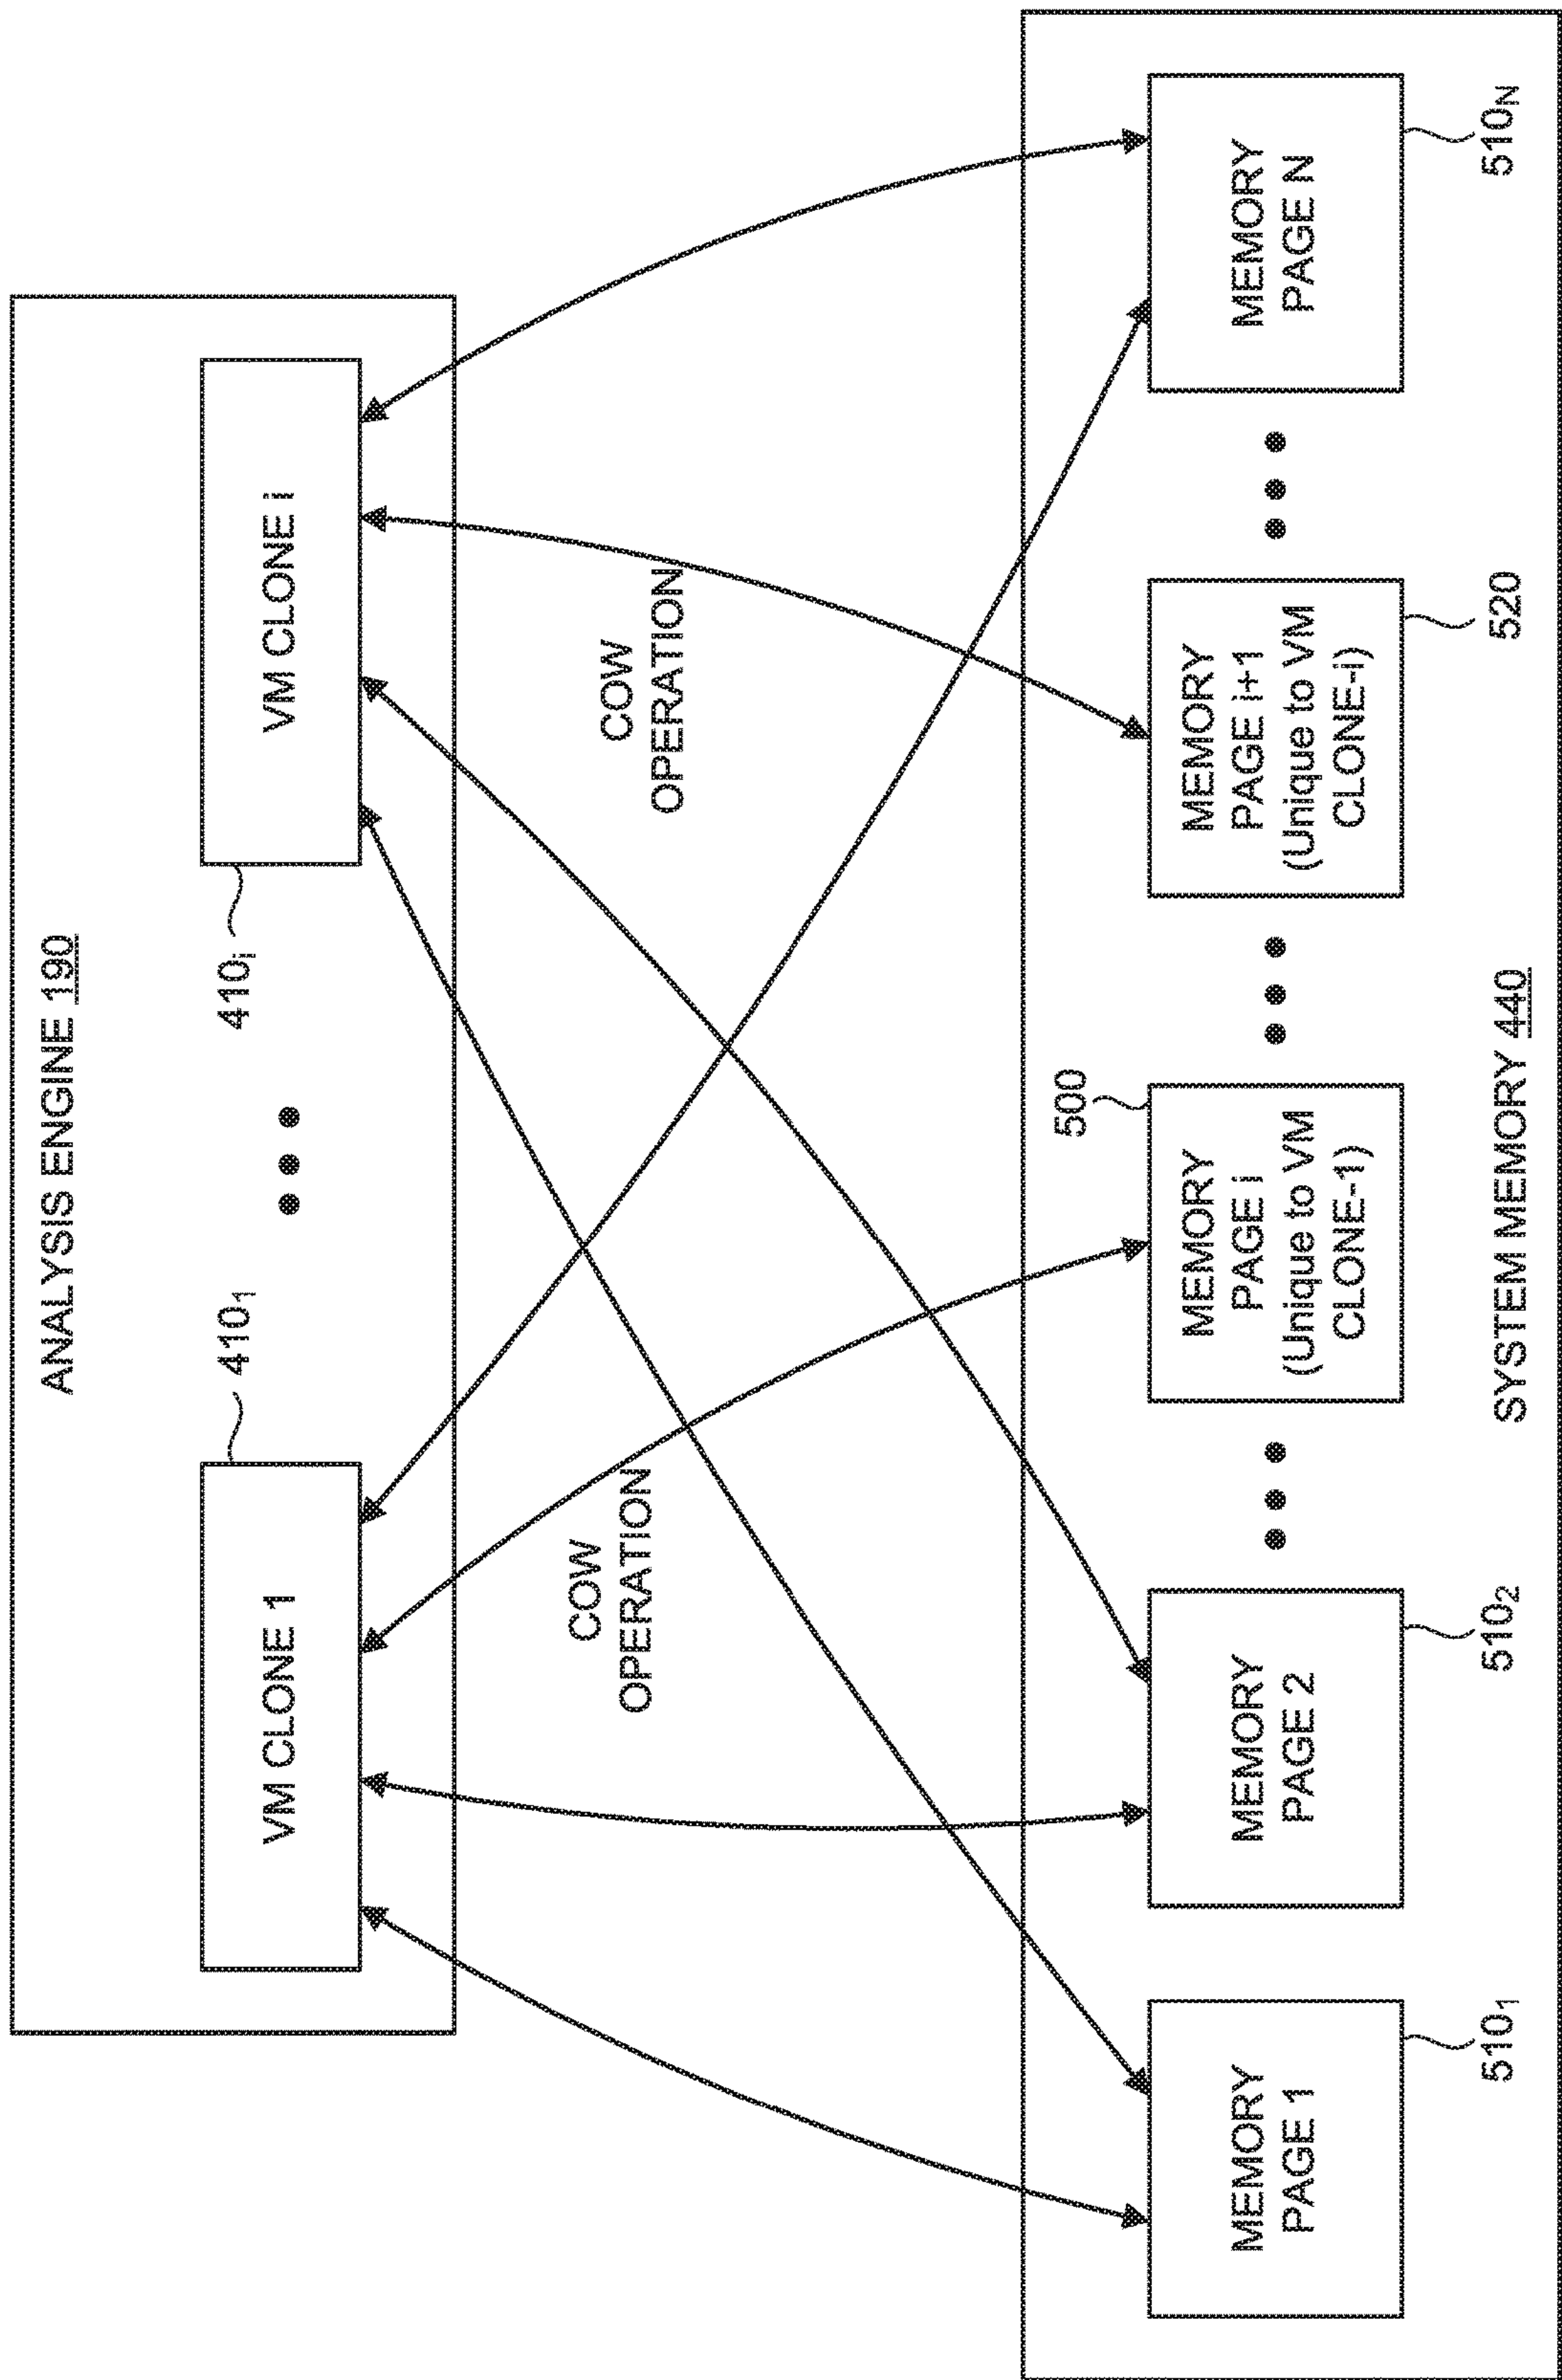 ANALYSIS ENGINE 190
410₁
410ᵢ
VM CLONE 1
VM CLONE i
COW
OPERATION
COW
OPERATION
500
MEMORY
PAGE 1
MEMORY
PAGE 2
MEMORY
PAGE i
(Unique to VM
CLONE-1)
MEMORY
PAGE i+1
(Unique to VM
CLONE-i)
MEMORY
PAGE N
510₁
510₂
520
510N
SYSTEM MEMORY 440